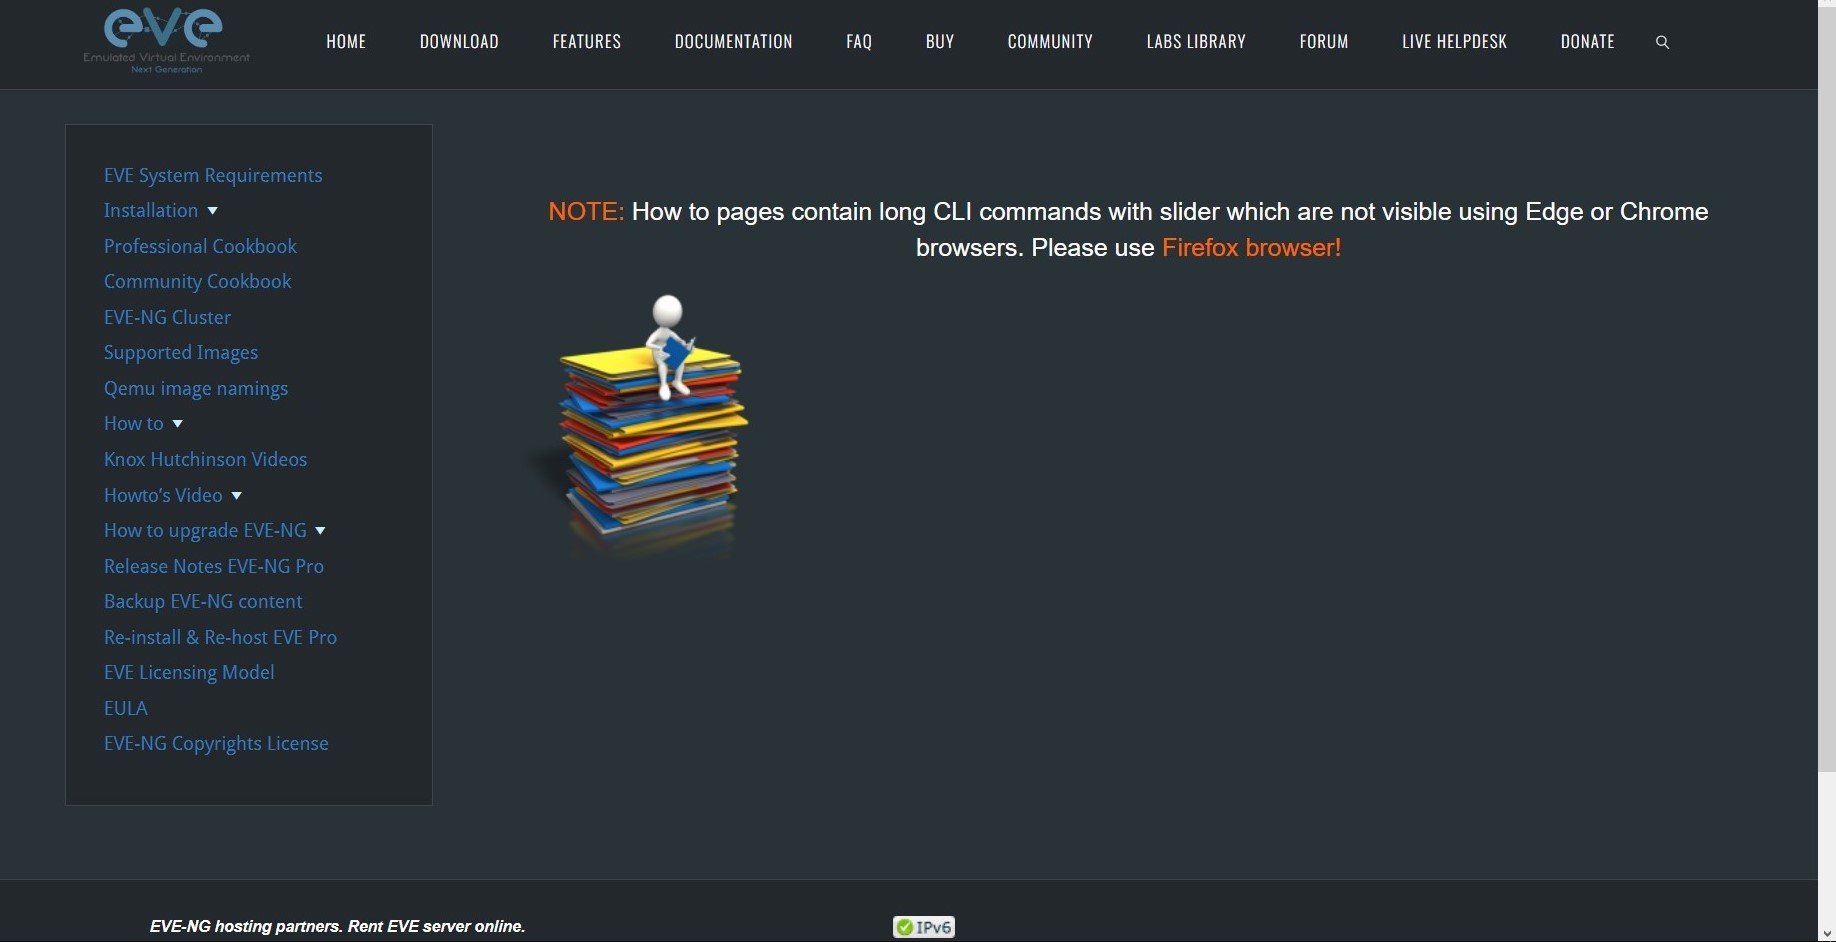 eve
Emulated Virtual Environment
Next Generation
HOME DOWNLOAD FEATURES DOCUMENTATION FAQ BUY COMMUNITY LABS LIBRARY FORUM LIVE HELPDESK DONATE
EVE System Requirements
Installation
Professional Cookbook
Community Cookbook
EVE-NG Cluster
Supported Images
Qemu image namings
How to
Knox Hutchinson Videos
Howto’s Video
How to upgrade EVE-NG
Release Notes EVE-NG Pro
Backup EVE-NG content
Re-install & Re-host EVE Pro
EVE Licensing Model
EULA
EVE-NG Copyrights License
NOTE: How to pages contain long CLI commands with slider which are not visible using Edge or Chrome
browsers. Please use Firefox browser!
EVE-NG hosting partners. Rent EVE server online.
IPv6